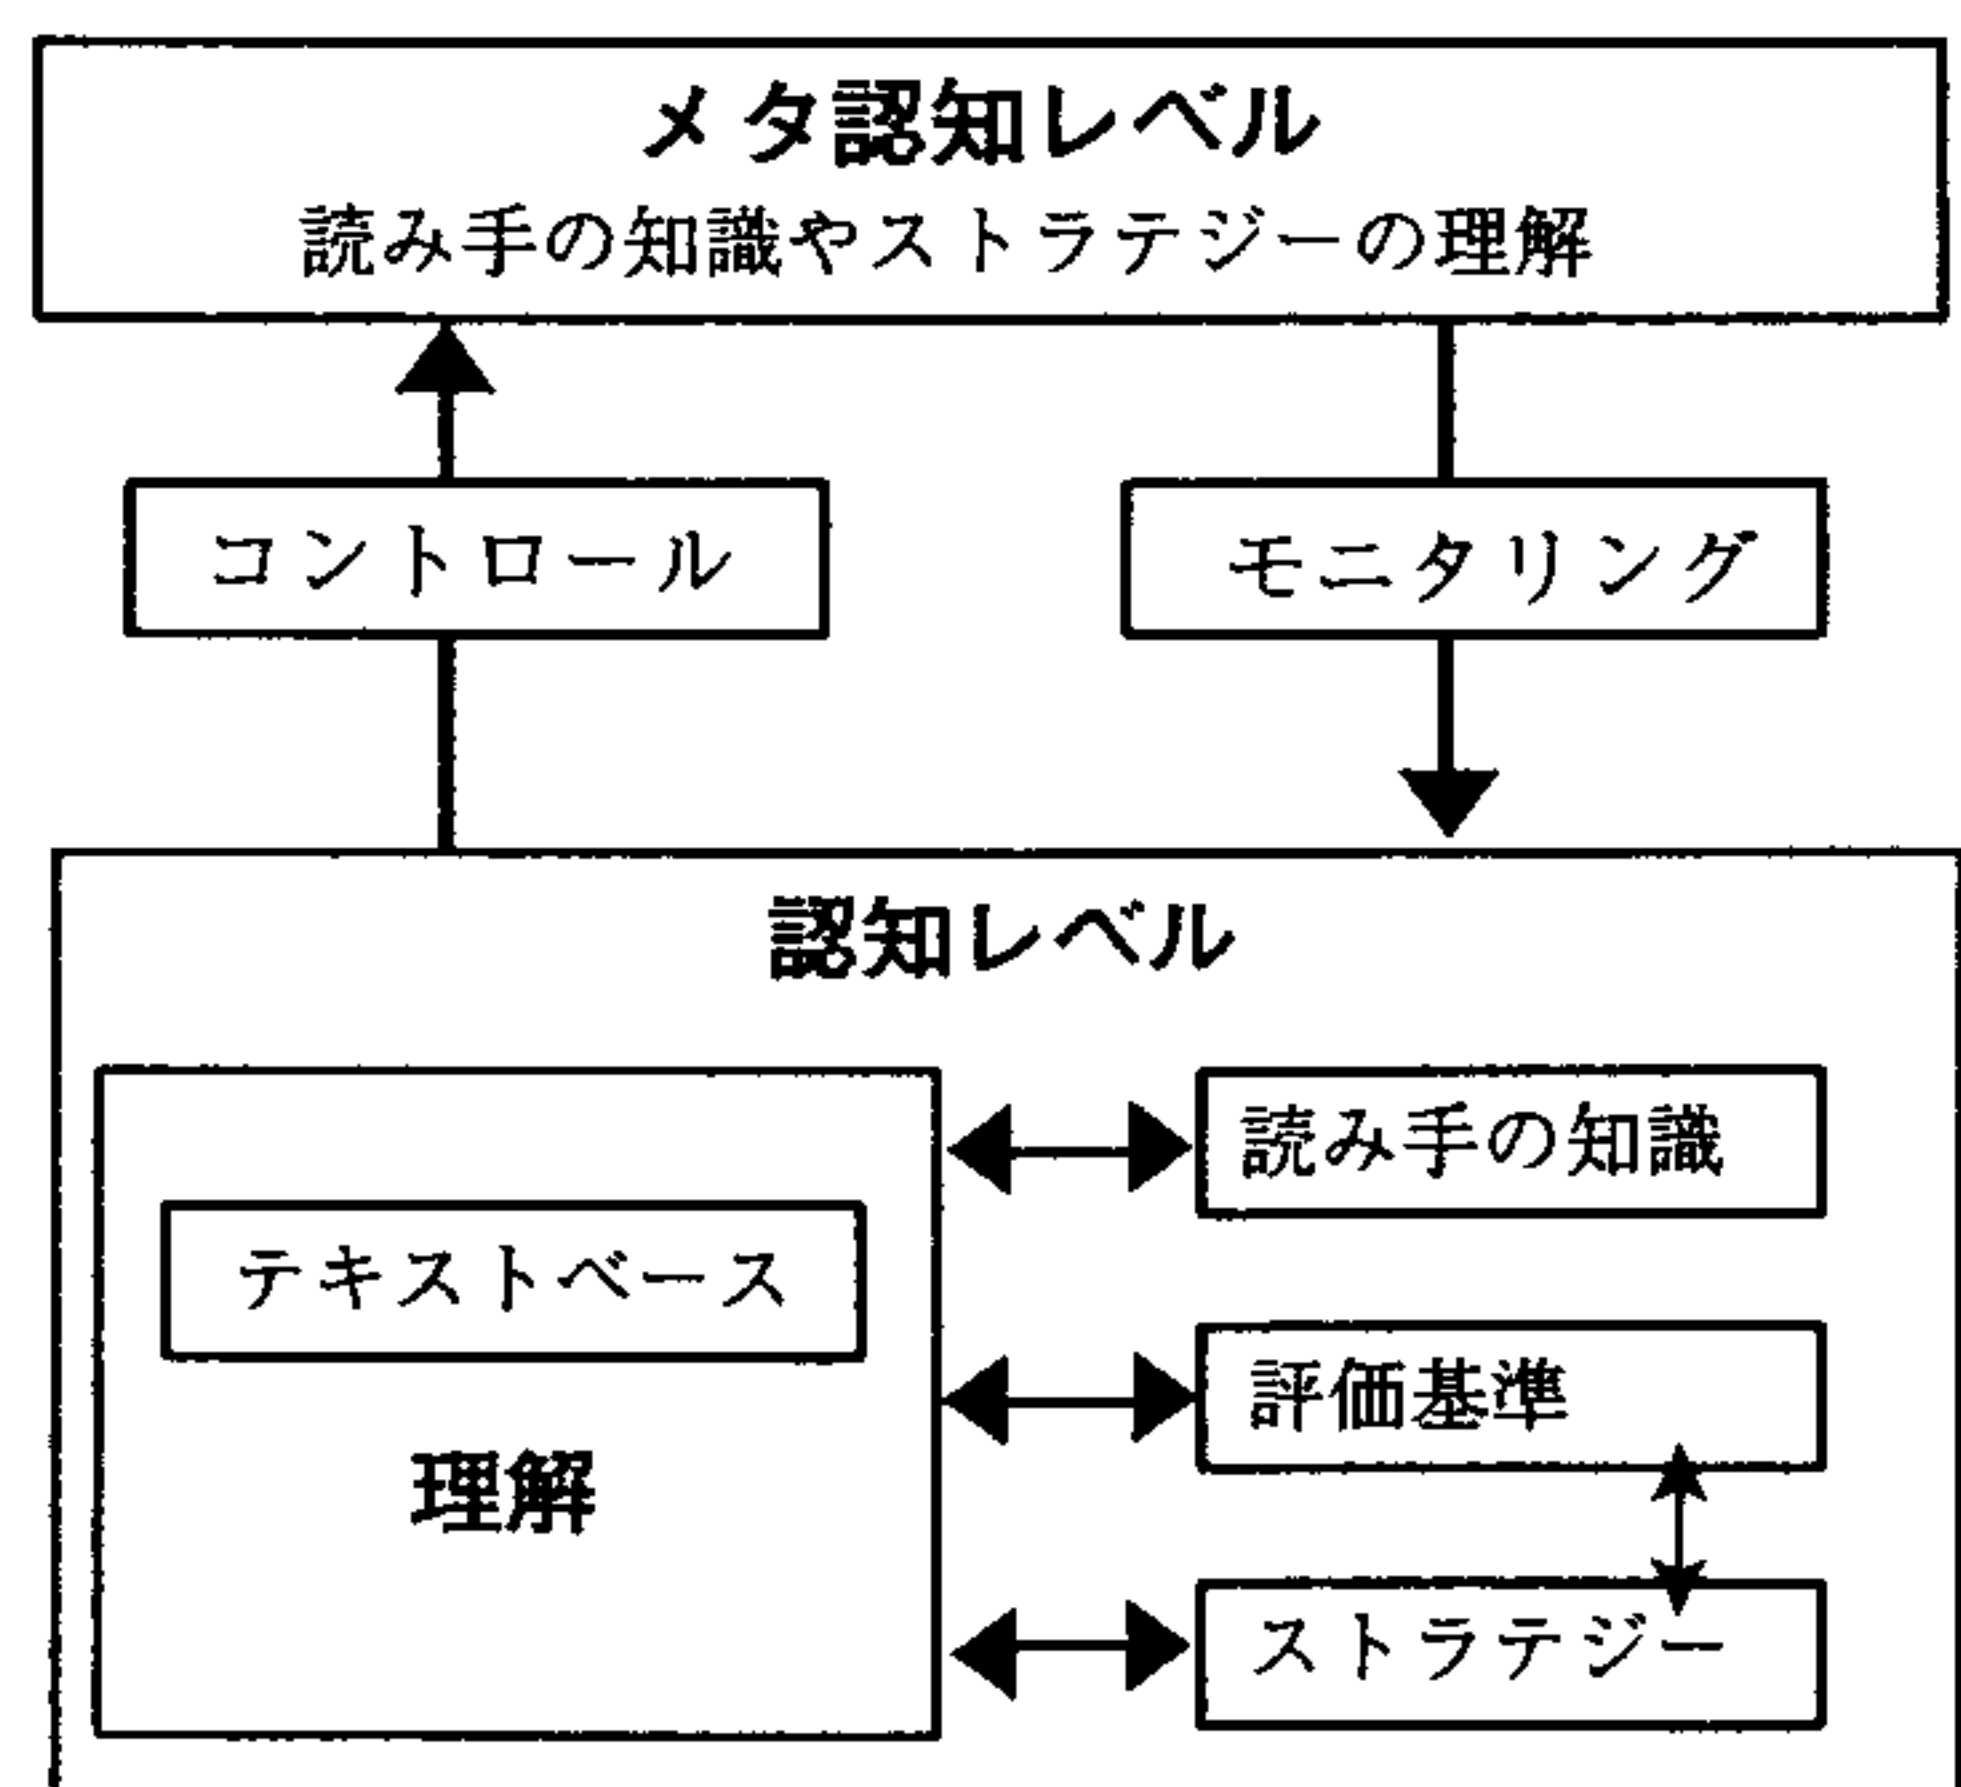 メタ認知レベル
読み手の知識やストラテジーの理解
コントロール
モニタリング
認知レベル
読み手の知識
テキストベース
評価基準
理解
ストラテジー